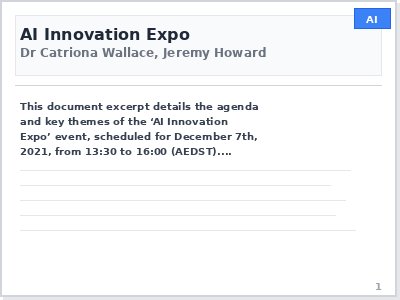 AI
AI Innovation Expo
Dr Catriona Wallace, Jeremy Howard
This document excerpt details the agenda
and key themes of the ‘AI Innovation
Expo’ event, scheduled for December 7th,
2021, from 13:30 to 16:00 (AEDST)....
1